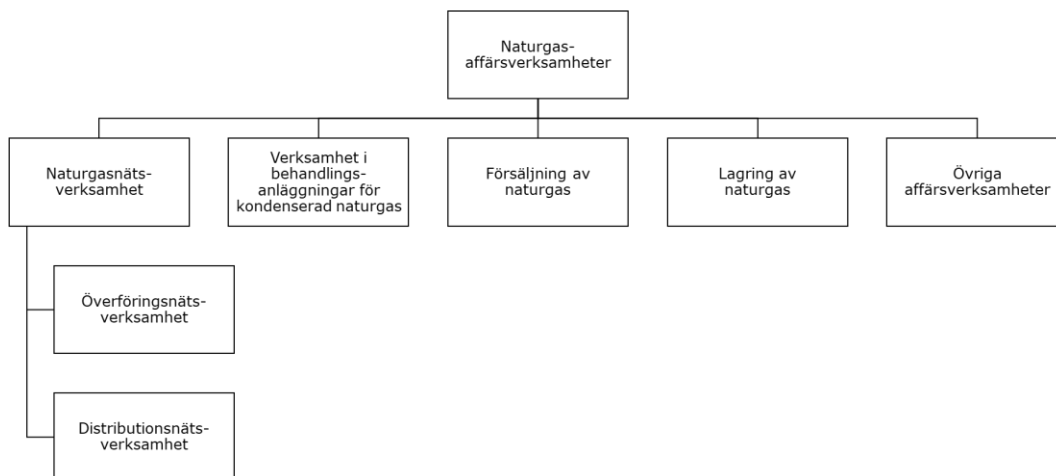 Naturgas-
affärsverksamheter
Naturgasnäts-
verksamhet
Verksamhet i
behandlings-
anläggningar för
kondenserad naturgas
Försäljning av
naturgas
Lagring av
naturgas
Övriga
affärsverksamheter
Överföringsnäts-
verksamhet
Distributionsnäts-
verksamhet